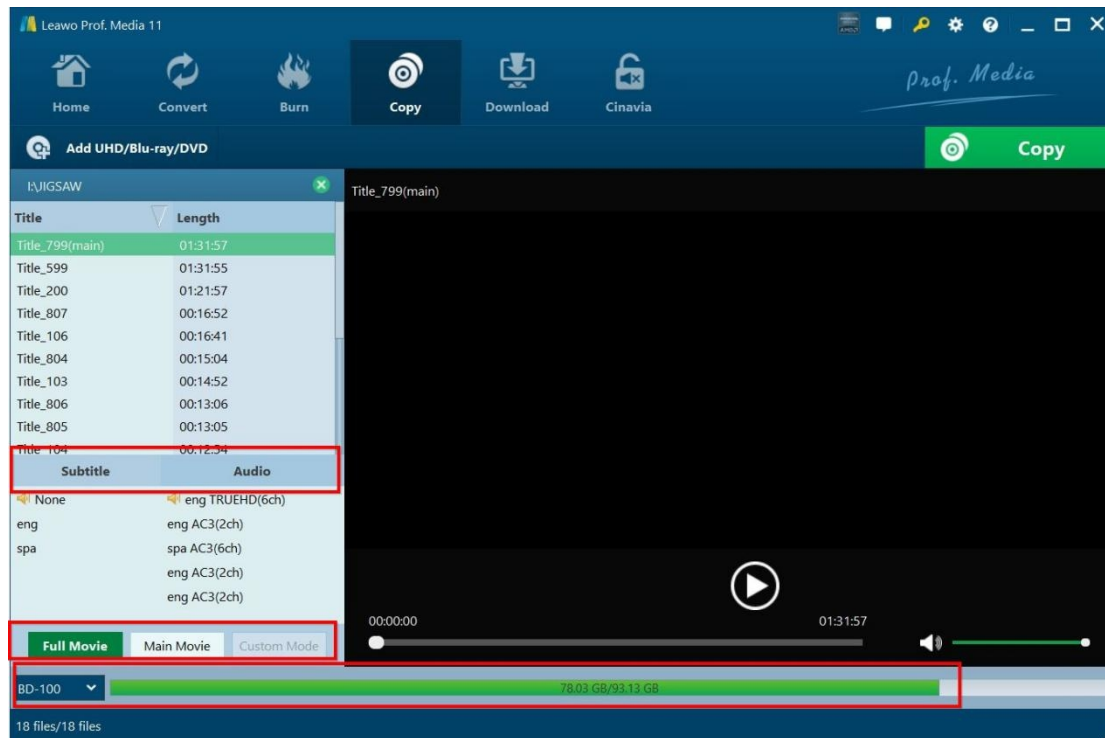 Leawo Prof. Media 11
Home Convert Burn Copy Download Cinavia
Prof. Media
Add UHD/Blu-ray/DVD
Copy
I:\JIGSAW
Title_799(main)
Title Length
Title_799(main) 01:31:57
Title_599 01:31:55
Title_200 01:21:57
Title_807 00:16:52
Title_106 00:16:41
Title_804 00:15:04
Title_103 00:14:52
Title_806 00:13:06
Title_805 00:13:05
Title_104 00:12:54
Subtitle Audio
None eng TRUEHD(6ch)
eng eng AC3(2ch)
spa spa AC3(6ch)
eng AC3(2ch)
eng AC3(2ch)
00:00:00 01:31:57
Full Movie Main Movie Custom Mode
BD-100 78.03 GB/93.13 GB
18 files/18 files